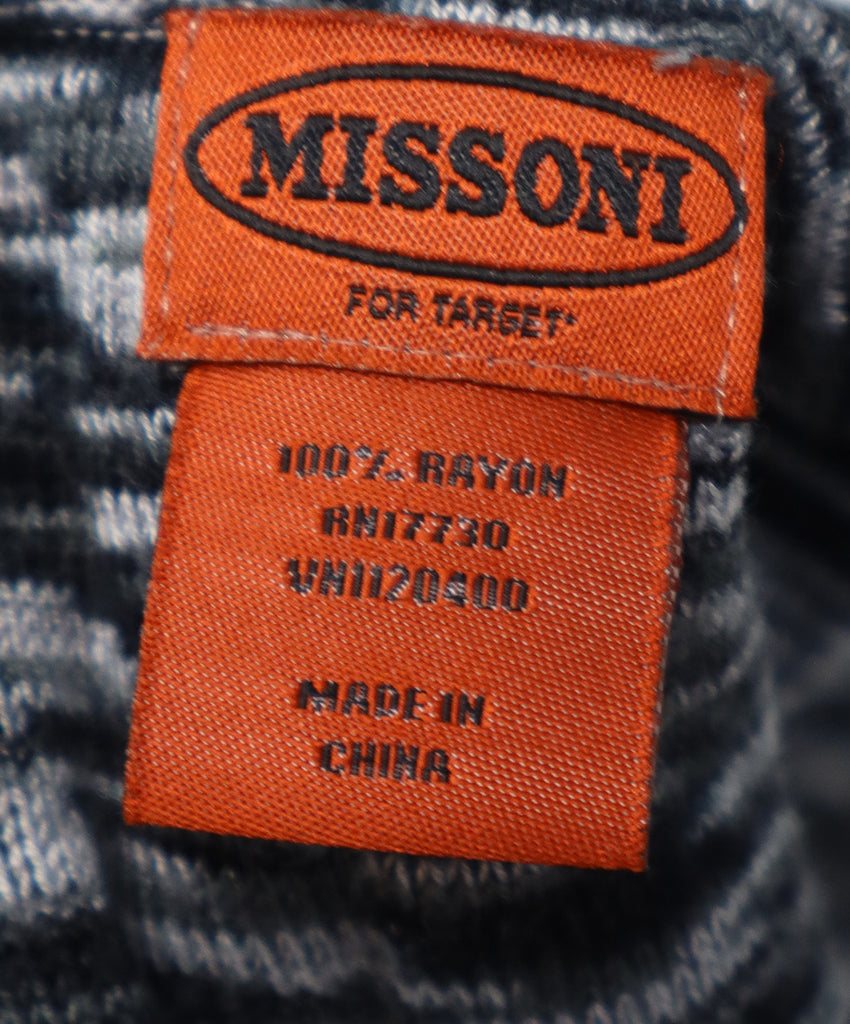 MISSONI
FOR TARGET*
100% RAYON
RN17730
VN1120400
MADE IN
CHINA